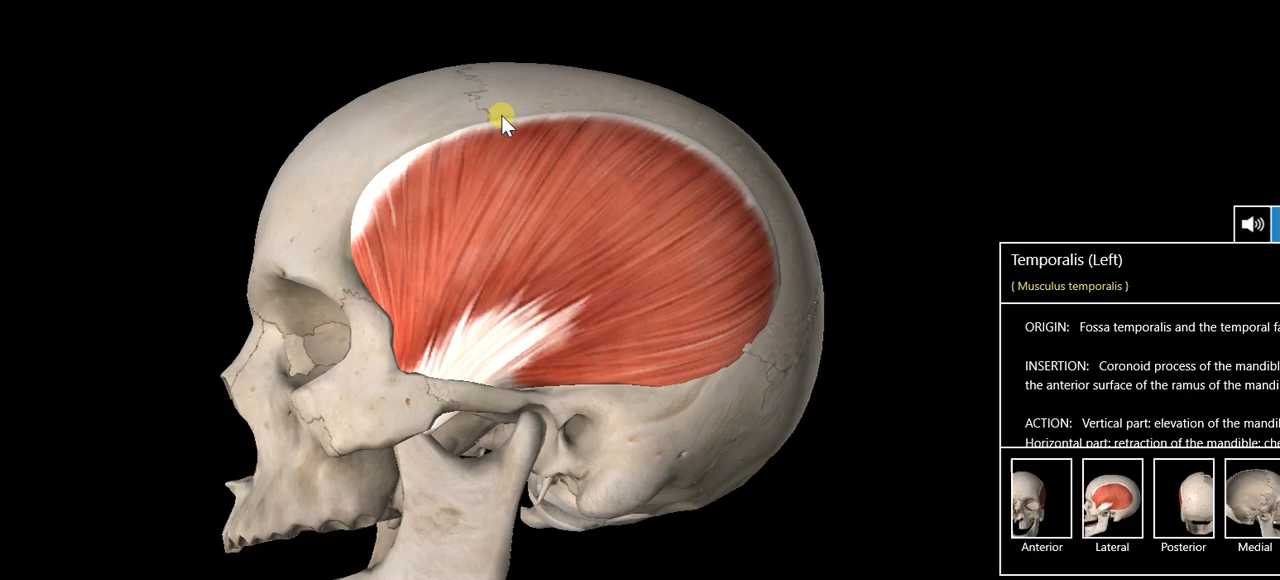 Temporalis (Left)
{ Musculus temporalis }
ORIGIN: Fossa temporalis and the temporal
INSERTION: Coronoid process of the
the anterior surface of the ramus of the
ACTION: Vertical part: elevation of the
Horizontal part: retraction of the mandible;
Anterior Lateral Posterior Medial